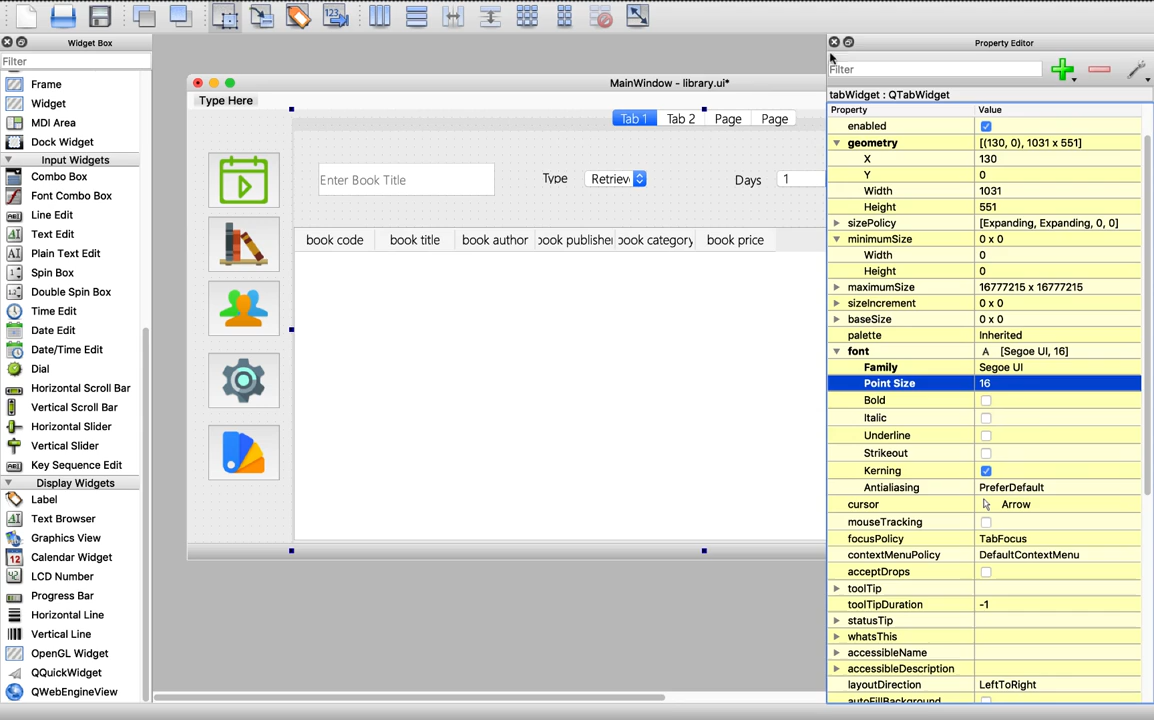 Widget Box
Filter
Frame
Widget
MDI Area
Dock Widget
Input Widgets
Combo Box
Font Combo Box
Line Edit
Text Edit
Plain Text Edit
Spin Box
Double Spin Box
Time Edit
Date Edit
Date/Time Edit
Dial
Horizontal Scroll Bar
Vertical Scroll Bar
Horizontal Slider
Vertical Slider
Key Sequence Edit
Display Widgets
Label
Text Browser
Graphics View
Calendar Widget
LCD Number
Progress Bar
Horizontal Line
Vertical Line
OpenGL Widget
QQuickWidget
QWebEngineView
MainWindow - library.ui*
Type Here
Tab 1 Tab 2 Page Page
Enter Book Title Type Retriev Days 1
book code book title book author book publisher book category book price
Property Editor
Filter
tabWidget : QTabWidget
Property Value
enabled
geometry [(130, 0), 1031 x 551]
X 130
Y 0
Width 1031
Height 551
sizePolicy [Expanding, Expanding, 0, 0]
minimumSize 0 x 0
Width 0
Height 0
maximumSize 16777215 x 16777215
sizeIncrement 0 x 0
baseSize 0 x 0
palette Inherited
font A [Segoe UI, 16]
Family Segoe UI
Point Size 16
Bold
Italic
Underline
Strikeout
Kerning
Antialiasing PreferDefault
cursor Arrow
mouseTracking
focusPolicy TabFocus
contextMenuPolicy DefaultContextMenu
acceptDrops
toolTip
toolTipDuration -1
statusTip
whatsThis
accessibleName
accessibleDescription
layoutDirection LeftToRight
autoFillBackground